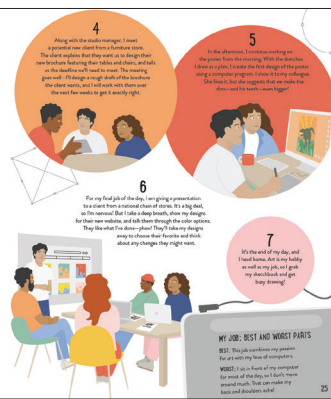 4
Along with the studio manager, I meet
a potential new client from a furniture store.
The client explains that they want us to design their
new brochure featuring their tables and chairs, and tells
us the deadline we'll need to meet. The meeting
goes well—I'll design a rough draft of the brochure
the client wants, and I will work with them over
the next few weeks to get it exactly right.
5
In the afternoon, I continue working on
the poster from the morning. With the sketches
I drew as a plan, I create the first design of the poster
using a computer program. I show it to my colleague.
She likes it, but she suggests that we make the
dino—and his teeth—even bigger!
6
For my final job of the day, I am giving a presentation
to a client from a national chain of stores. It's a big deal,
so I'm nervous! But I take a deep breath, show my designs
for their new website, and talk them through the color options.
They like what I've done—phew! They'll take my designs
away to choose their favorite and think
about any changes they might want.
7
It's the end of my day, and
I head home. Art is my hobby
as well as my job, so I grab
my sketchbook and get
busy drawing!
MY JOB: BEST AND WORST PARTS
BEST: This job combines my passion
for art with my love of computers.
WORST: I sit in front of my computer
for most of the day, so I don't move
around much. That can make my
back and shoulders ache!
25